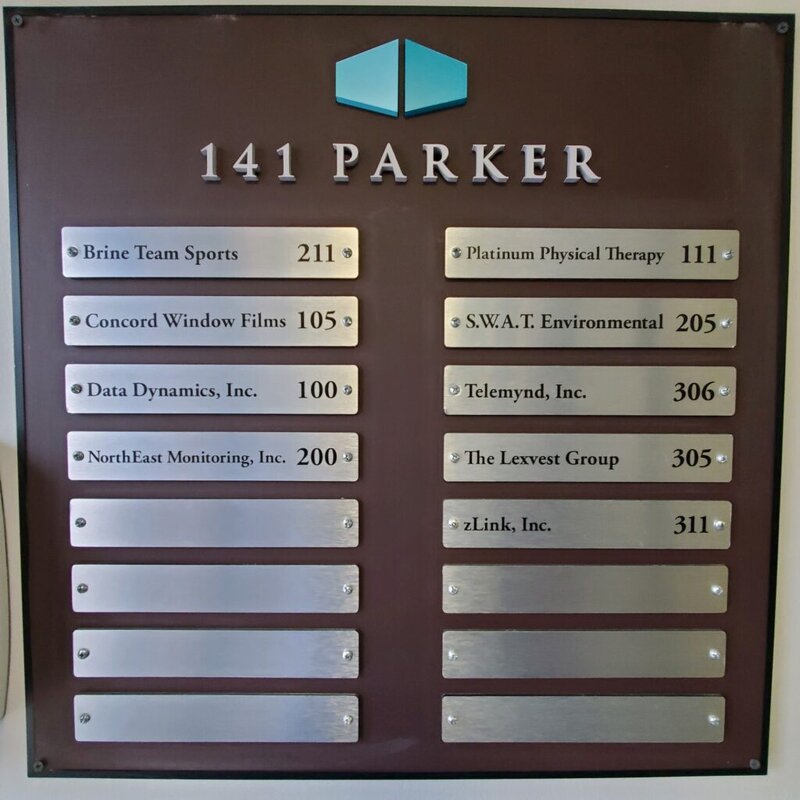 141 PARKER
Brine Team Sports 211
Concord Window Films 105
Data Dynamics, Inc. 100
NorthEast Monitoring, Inc. 200
Platinum Physical Therapy 111
S.W.A.T. Environmental 205
Telemynd, Inc. 306
The Lexvest Group 305
zLink, Inc. 311